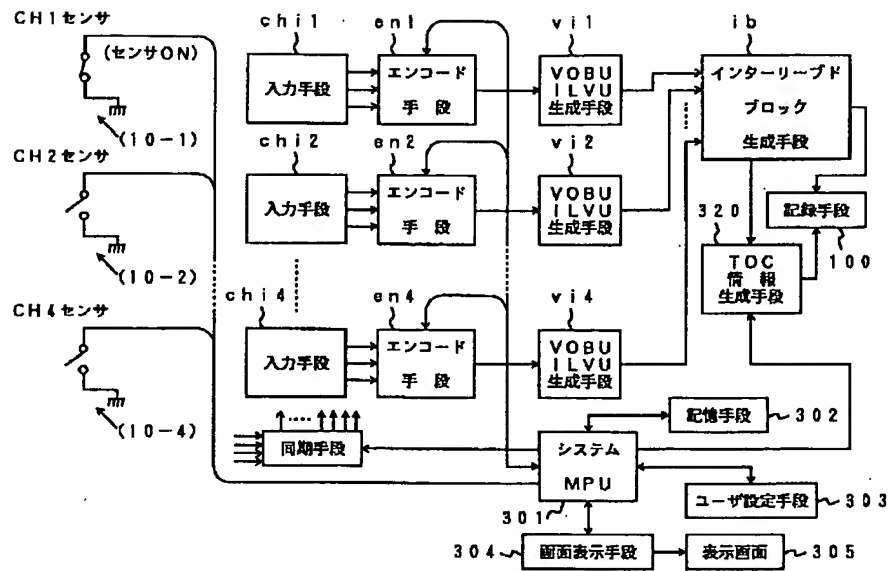 CH1センサ
(センサON)
(10-1)
CH2センサ
(10-2)
CH4センサ
(10-4)
chi1
en1
vi1
ib
入力手段
エンコード
手段
VOBU
ILVU
生成手段
インターリーブド
ブロック
生成手段
chi2
en2
vi2
入力手段
エンコード
手段
VOBU
ILVU
生成手段
320
記録手段
100
TOC
情報
生成手段
chi4
en4
vi4
入力手段
エンコード
手段
VOBU
ILVU
生成手段
同期手段
システム
MPU
301
記憶手段
302
ユーザ設定手段
303
304
画面表示手段
表示画面
305